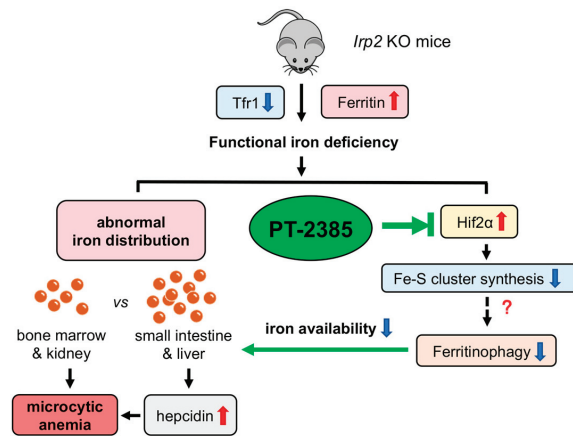 Irp2 KO mice
Tfr1
Ferritin
Functional iron deficiency
abnormal
iron distribution
PT-2385
Hif2α
Fe-S cluster synthesis
?
vs
bone marrow
& kidney
small intestine
& liver
iron availability
Ferritinophagy
microcytic
anemia
hepcidin